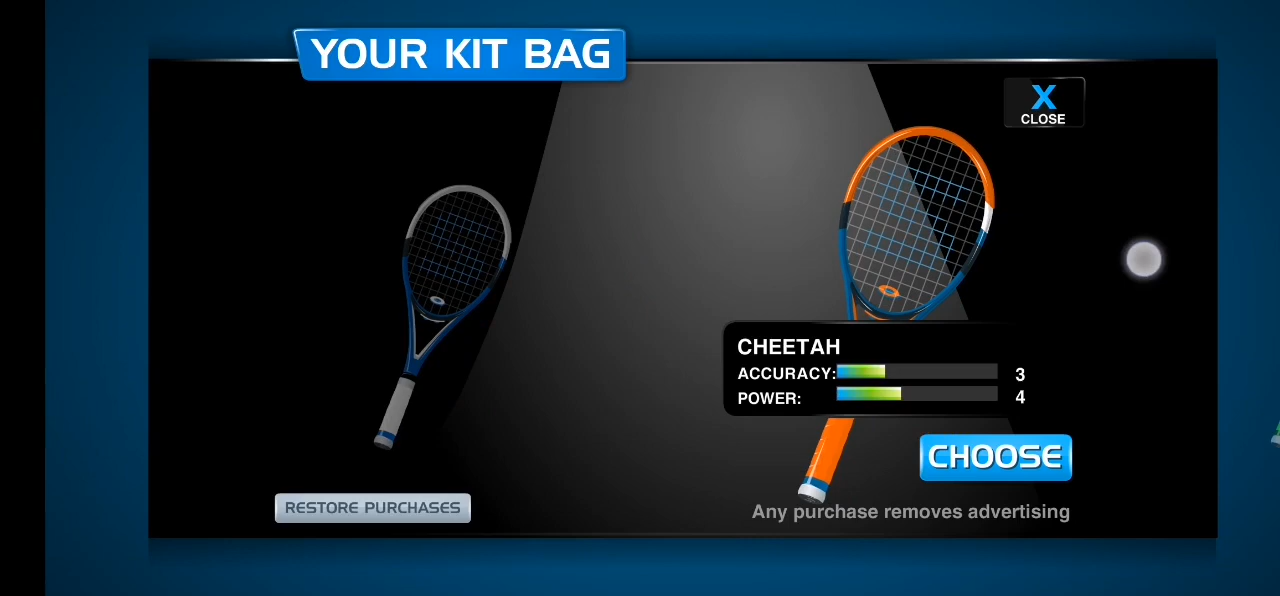 YOUR KIT BAG
X
CLOSE
CHEETAH
ACCURACY: 3
POWER: 4
CHOOSE
RESTORE PURCHASES
Any purchase removes advertising